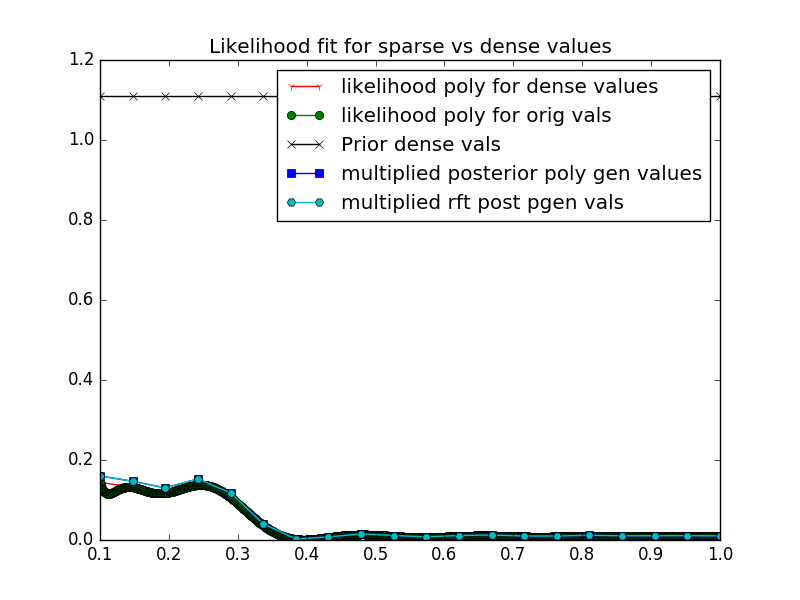 Likelihood fit for sparse vs dense values
1.2
1.0
0.8
0.6
0.4
0.2
0.0
likelihood poly for dense values
likelihood poly for orig vals
Prior dense vals
multiplied posterior poly gen values
multiplied rft post pgen vals
0.1 0.2 0.3 0.4 0.5 0.6 0.7 0.8 0.9 1.0